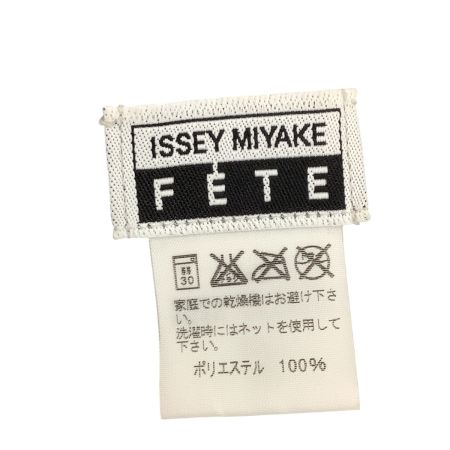 ISSEY MIYAKE
FÊTE
弱
30
家庭での乾燥機はお避け下さ
い。
洗濯時にはネットを使用して
下さい。
ポリエステル 100%